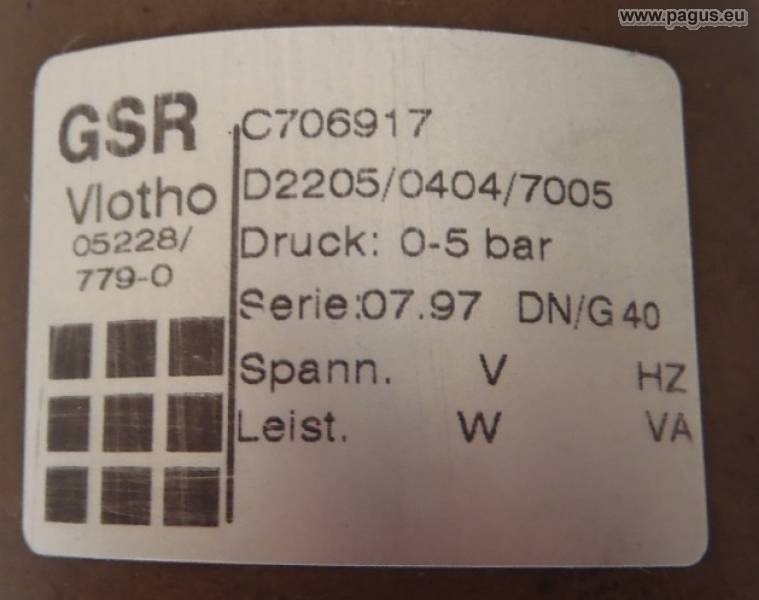 www.pagus.eu
GSR
Vlotho
05228/
779-0
C706917
D2205/0404/7005
Druck: 0-5 bar
Serie:07.97 DN/G 40
Spann. V HZ
Leist. W VA